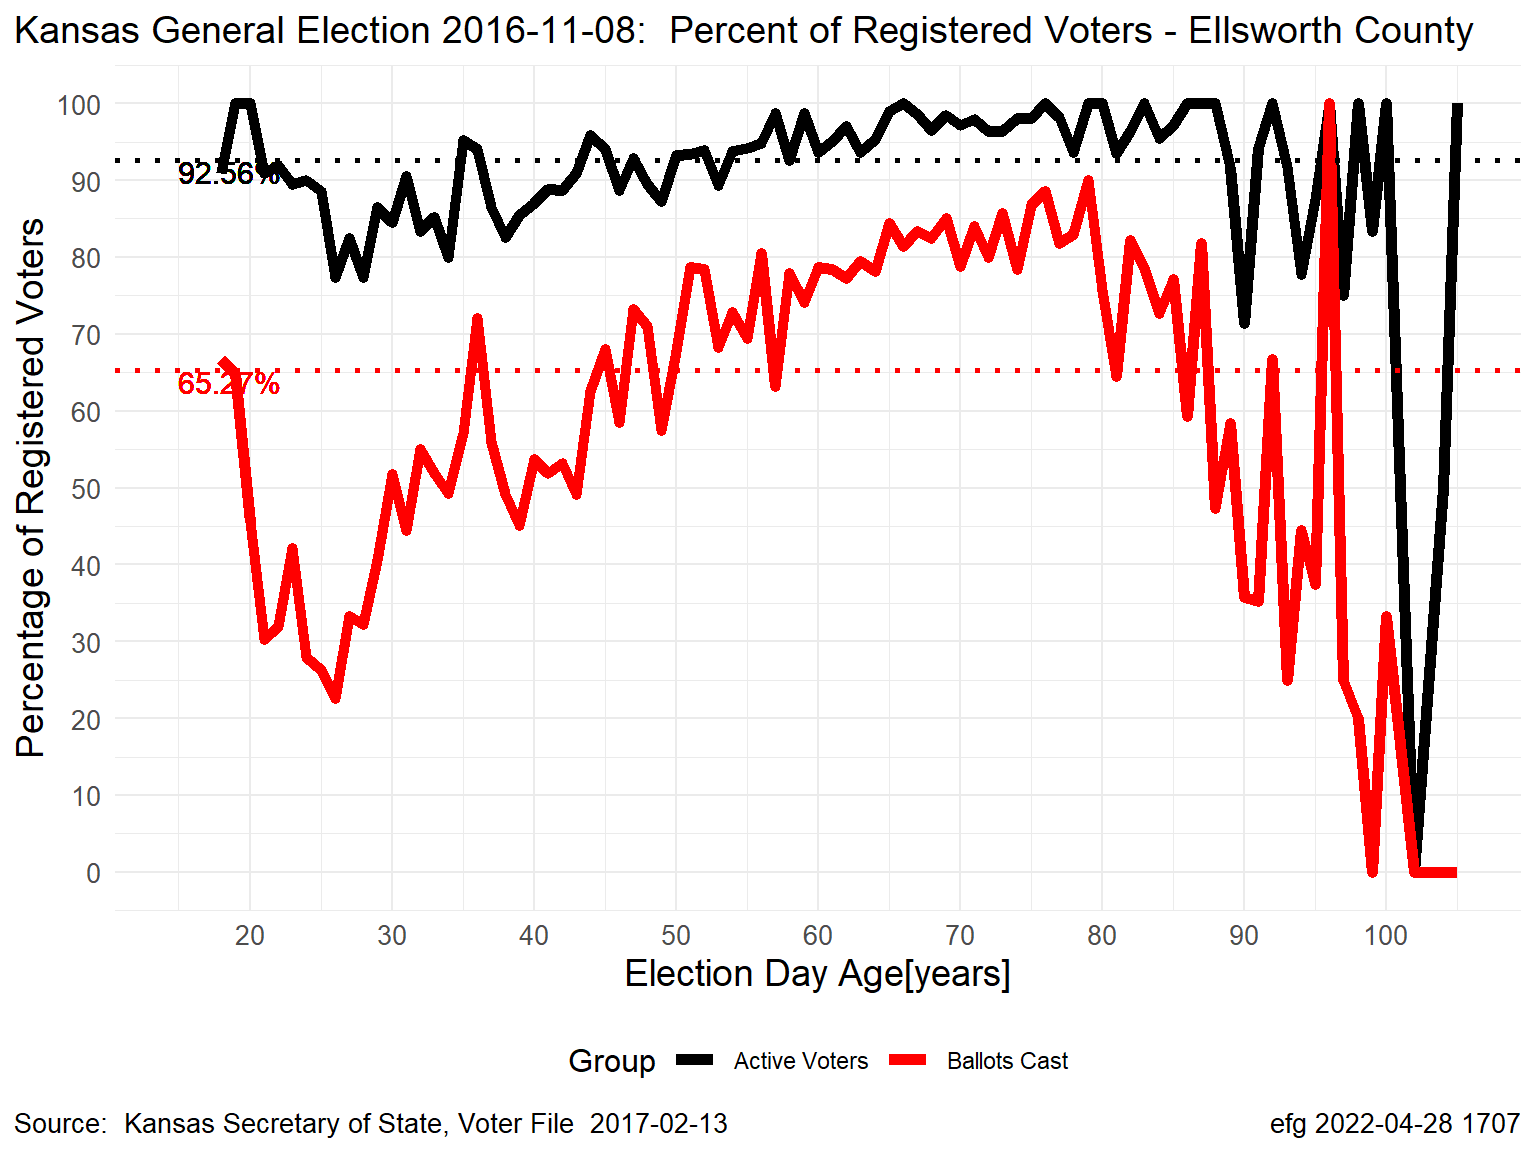 Kansas General Election 2016-11-08:  Percent of Registered Voters - Ellsworth County
Percentage of Registered Voters
100
90
80
70
60
50
40
30
20
10
0
92.56%
65.27%
20 30 40 50 60 70 80 90 100
Election Day Age[years]
Group Active Voters Ballots Cast
Source:  Kansas Secretary of State, Voter File  2017-02-13 efg 2022-04-28 1707